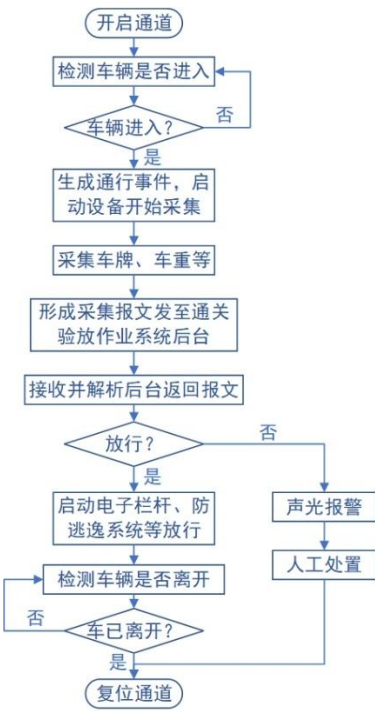 开启通道
检测车辆是否进入
否
车辆进入?
是
生成通行事件，启
动设备开始采集
采集车牌、车重等
形成采集报文发至通关
验放作业系统后台
接收并解析后台返回报文
放行?
否
是
启动电子栏杆、防
逃逸系统等放行
声光报警
检测车辆是否离开
人工处置
否
车已离开?
是
复位通道